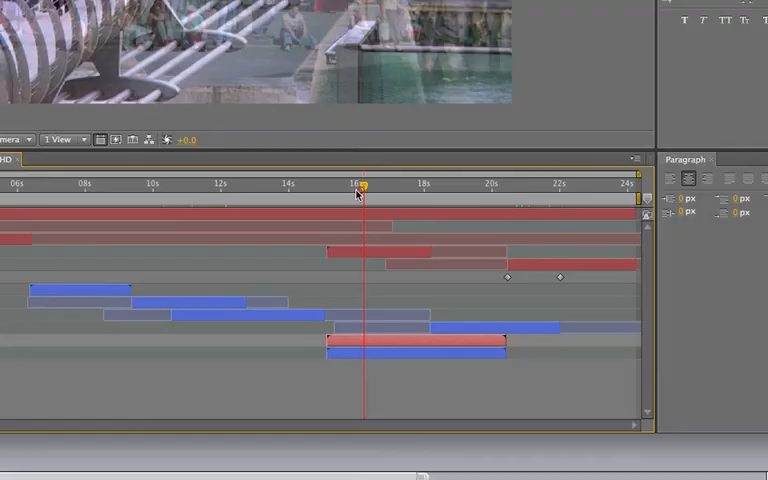 T T TT Tт
mera 1 View +0.0
HD Paragraph
06s 08s 10s 12s 14s 16s 18s 20s 22s 24s
0 px 0 px
0 px 0 px